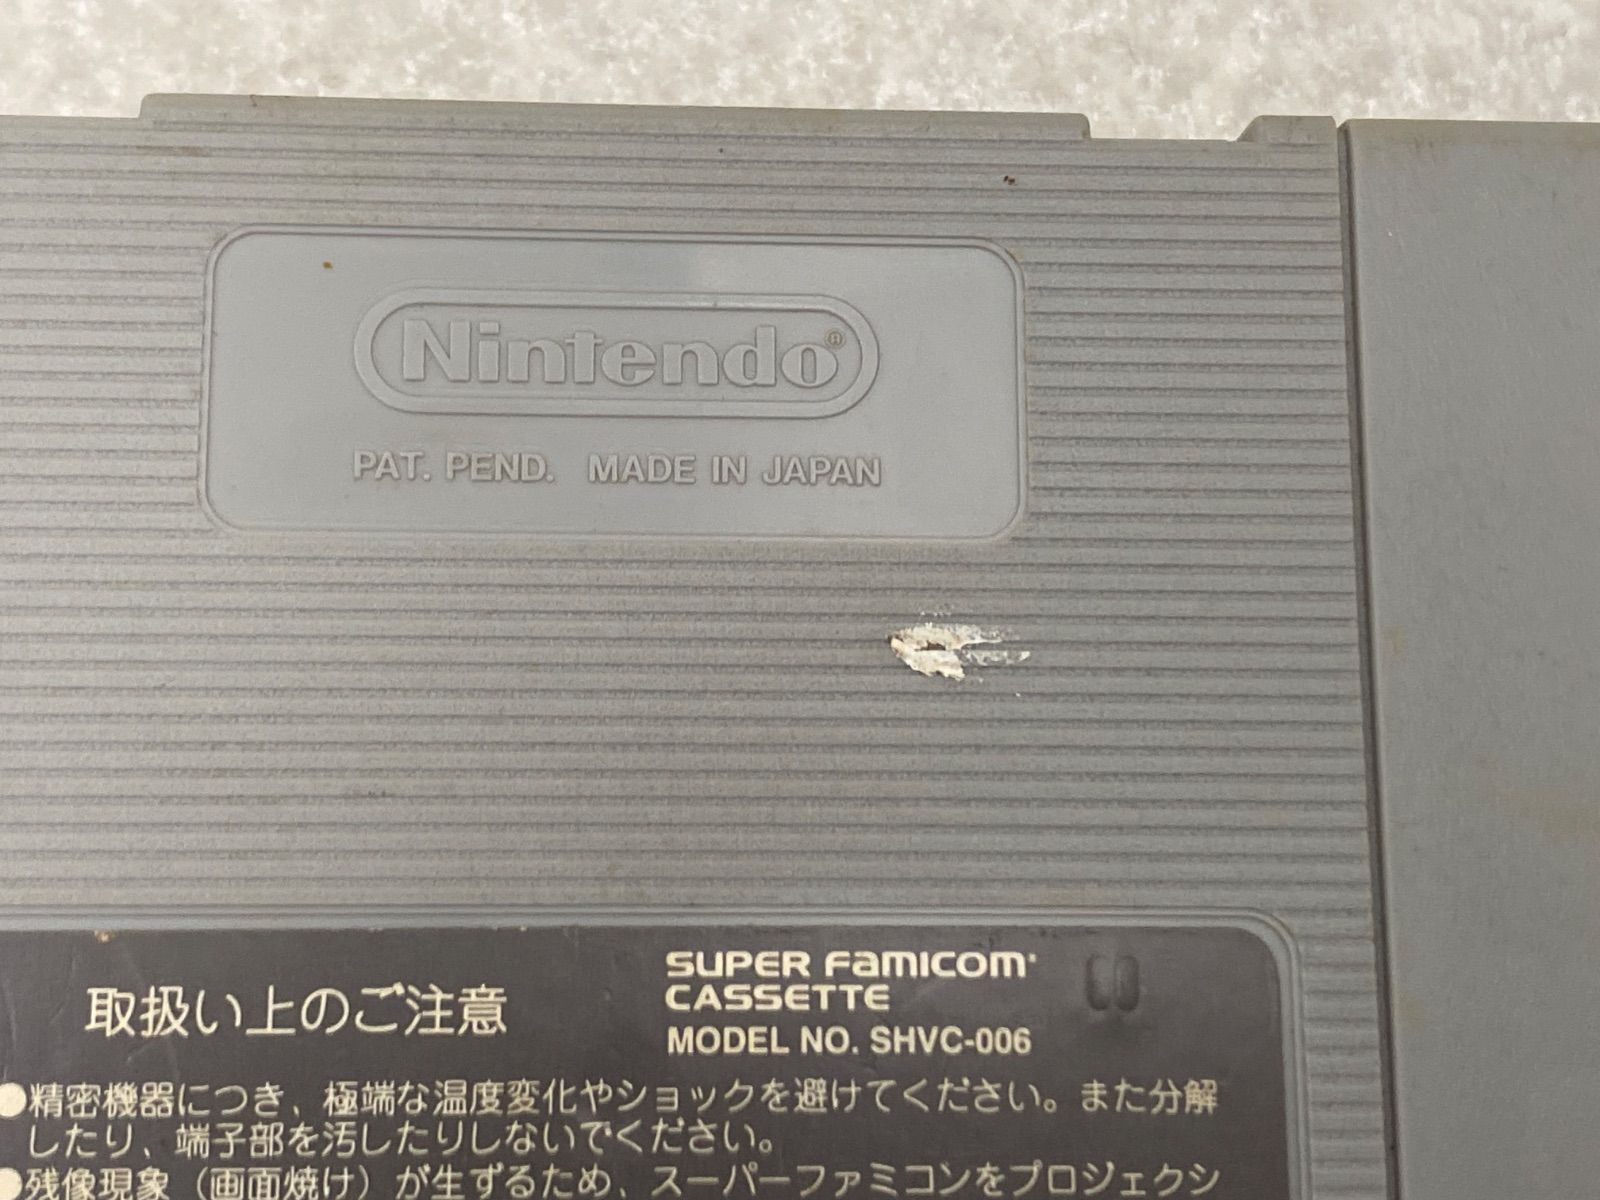 Nintendo®
PAT. PEND. MADE IN JAPAN
取扱い上のご注意
SUPER FAMICOM
CASSETTE
MODEL NO. SHVC-006
●精密機器につき、極端な温度変化やショックを避けてください。また分解
したり、端子部を汚したりしないでください。
●残像現象（画面焼け）が生ずるため、スーパーファミコンをプロジェクシ